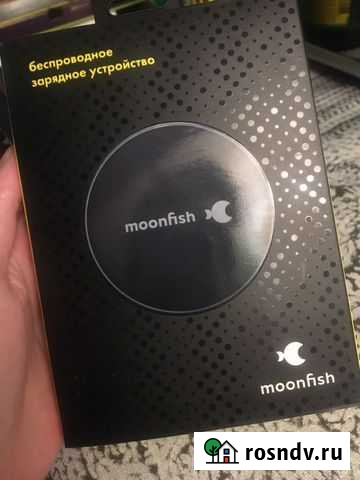 беспроводное
зарядное устройство
moonfish
moonfish
rosndv.ru